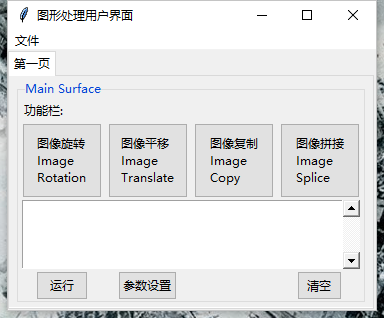 图形处理用户界面
文件
第一页
Main Surface
功能栏:
图像旋转 图像平移 图像复制 图像拼接
Image Image Image Image
Rotation Translate Copy Splice
运行 参数设置 清空